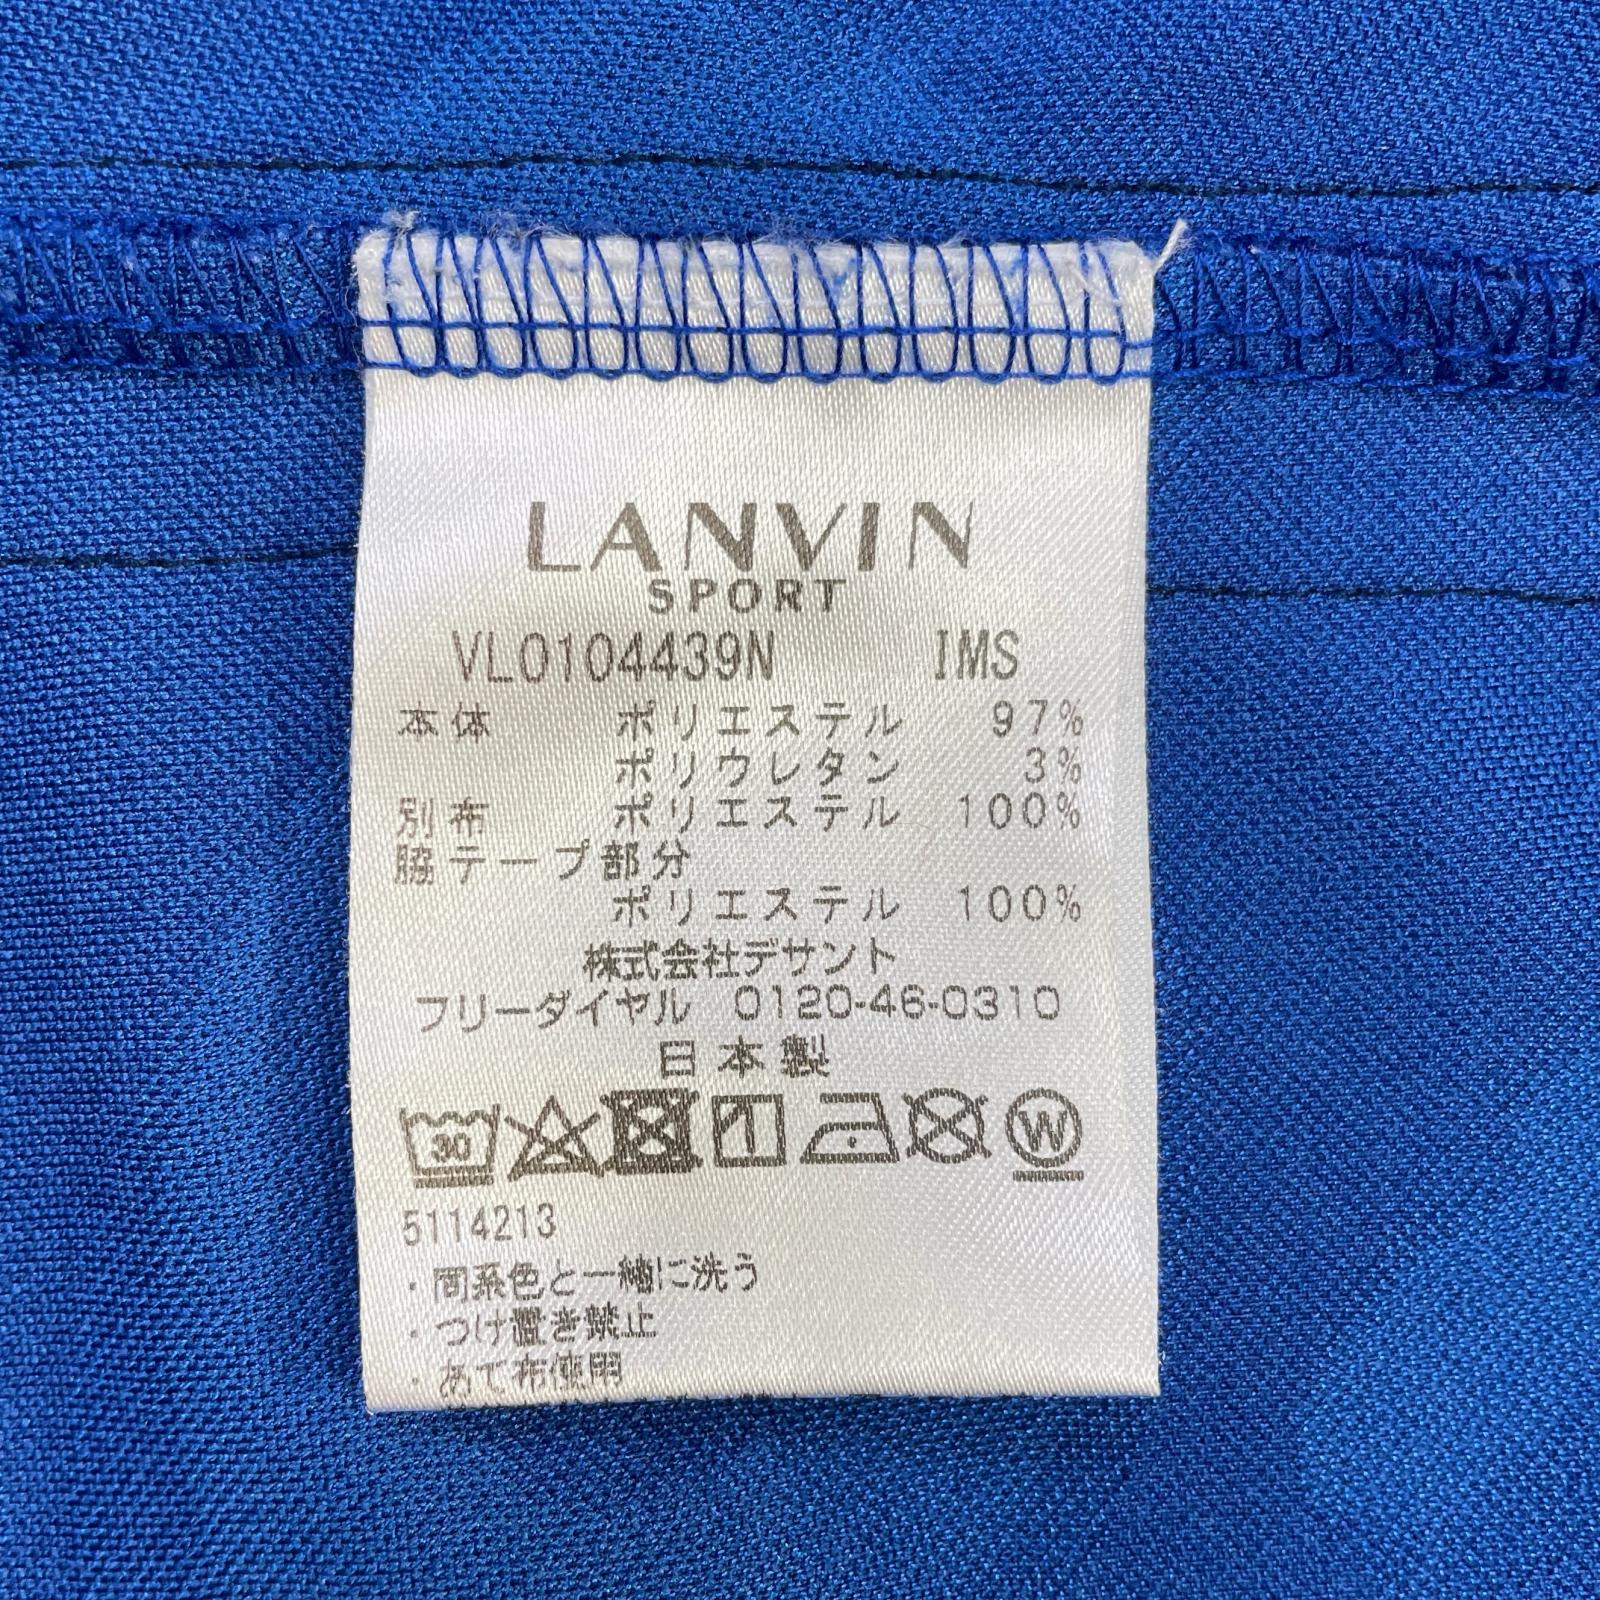 LANVIN
SPORT
VL0104439N IMS
本体 ポリエステル 97%
ポリウレタン 3%
別布 ポリエステル 100%
脇テープ部分
ポリエステル 100%
株式会社デサント
フリーダイヤル 0120-46-0310
日本製
30 W
5114213
・同系色と一緒に洗う
・つけ置き禁止
・あて布使用